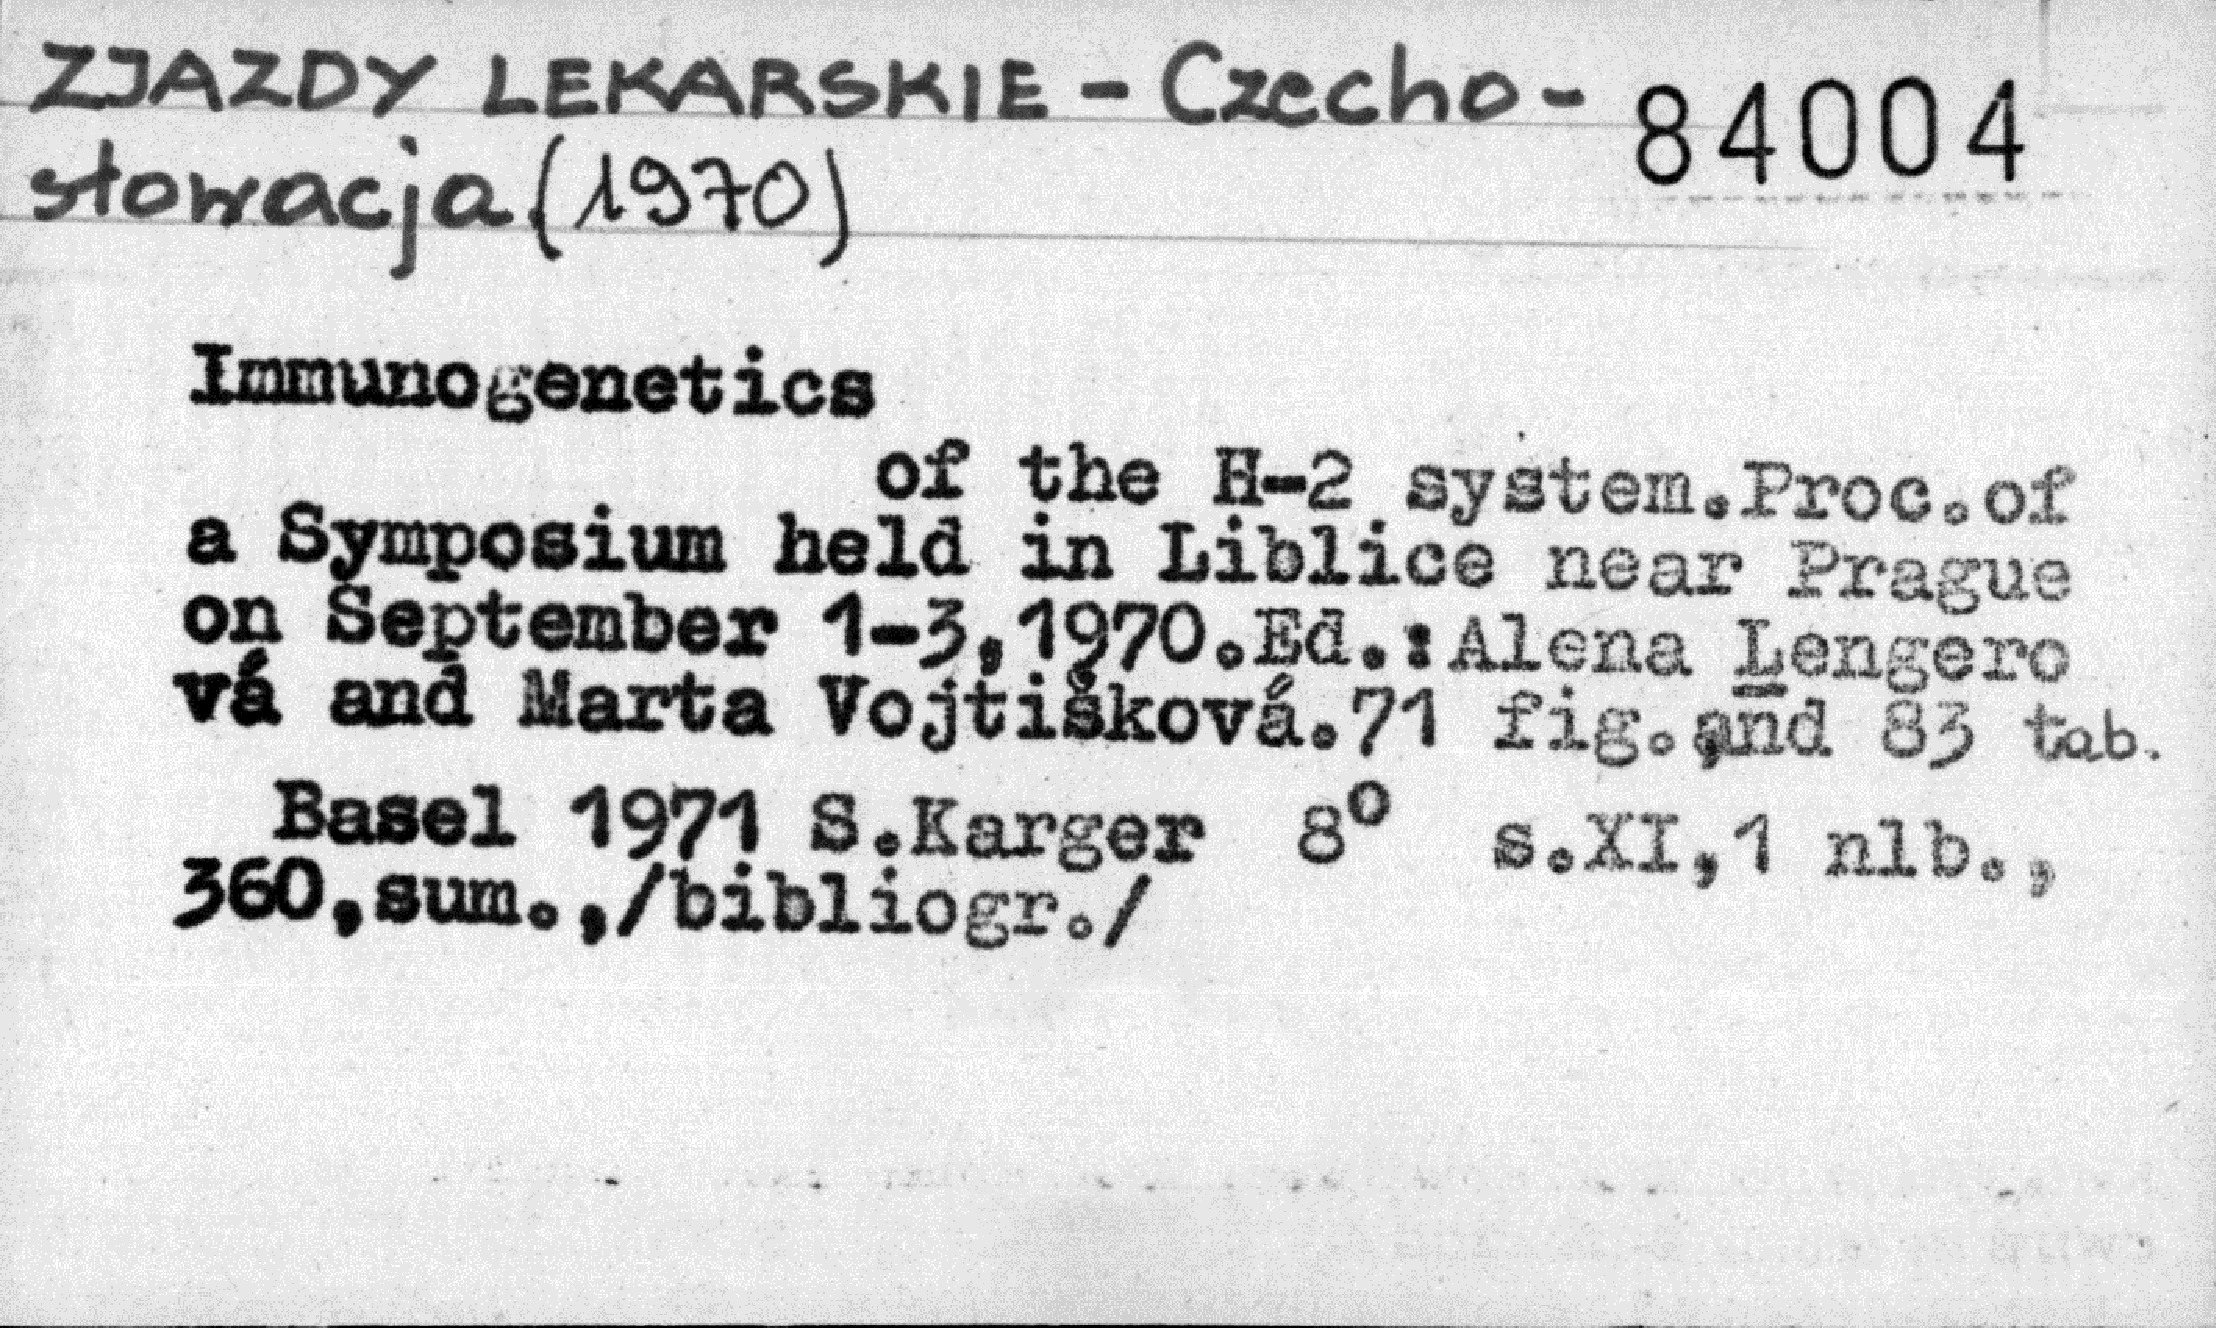 ZJAZDY LEKARSKIE - Czecho-
słowacja (1970)
84004
Immunogenetics
of the H-2 system.Proc.of
a Symposium held in Liblice near Prague
on September 1-3,1970.Ed.:Alena Lengero
vá and Marta Vojtišková.71 fig.,and 83 tab.
Basel 1971 S.Karger 8° s.XI,1 nlb.,
360,sum.,/bibliogr./